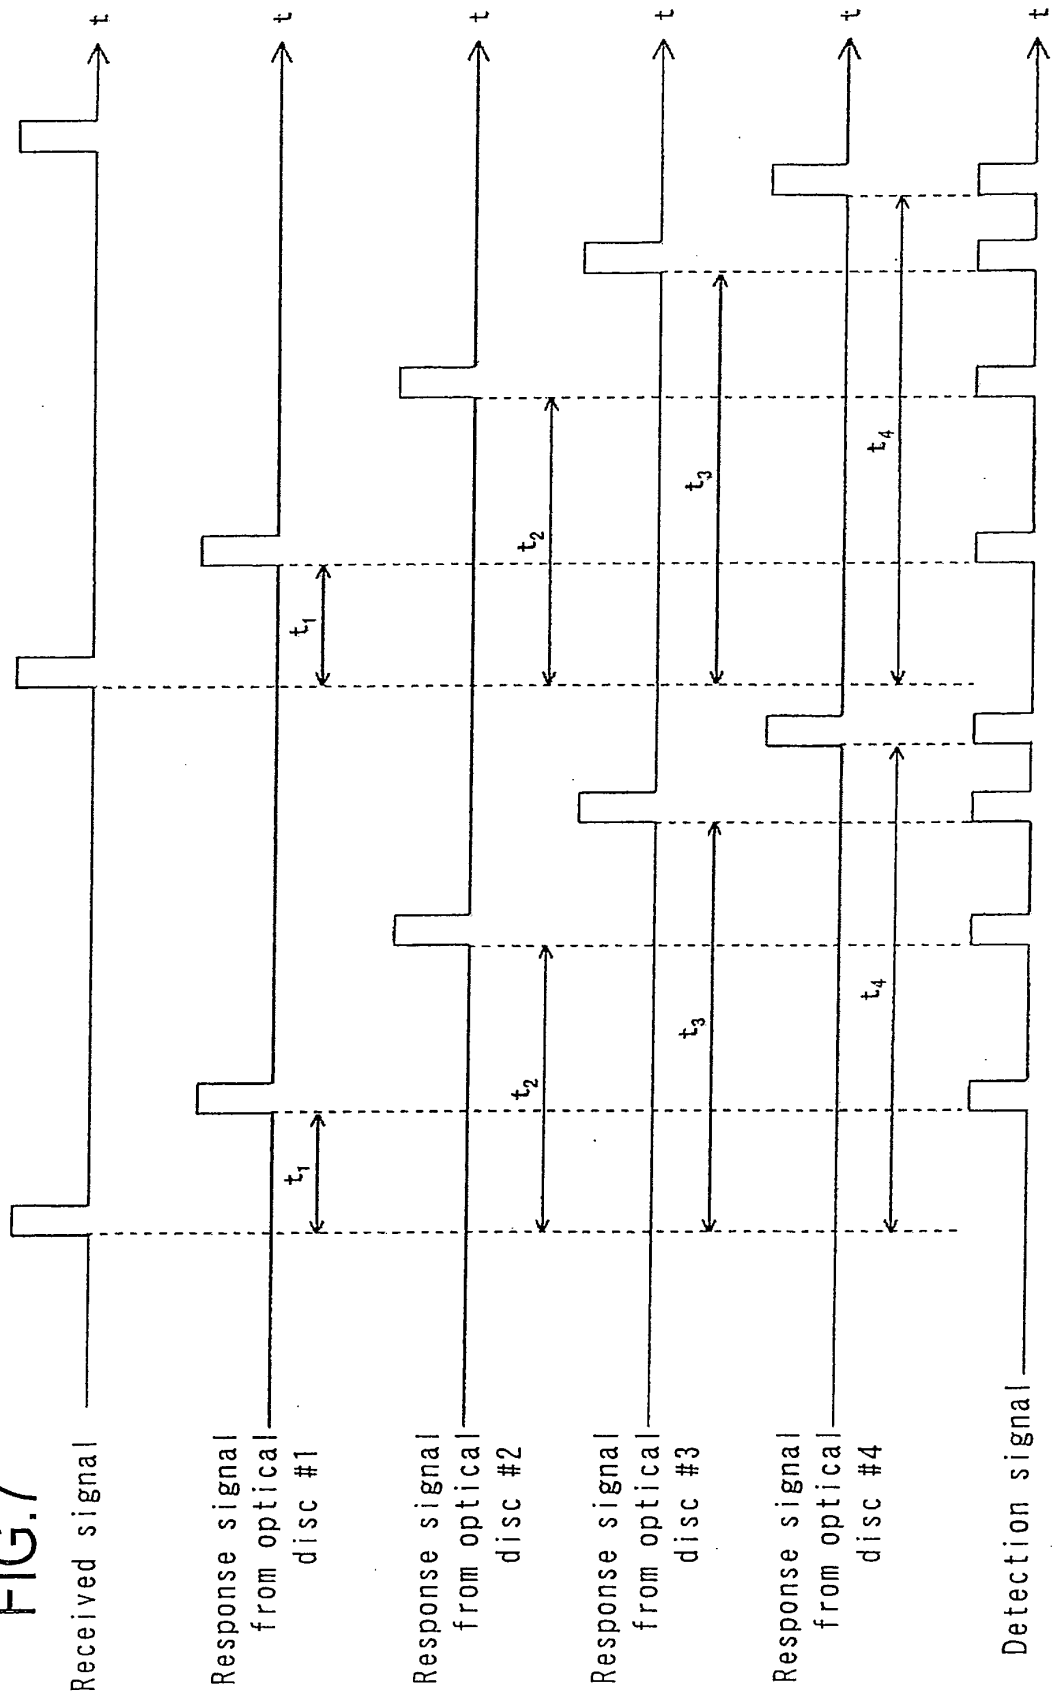 FIG.7
Received signal
t
Response signal
from optical
disc #1
t
t₁
t₁
Response signal
from optical
disc #2
t
t₂
t₂
Response signal
from optical
disc #3
t
t₃
t₃
Response signal
from optical
disc #4
t
t₄
t₄
Detection signal
t